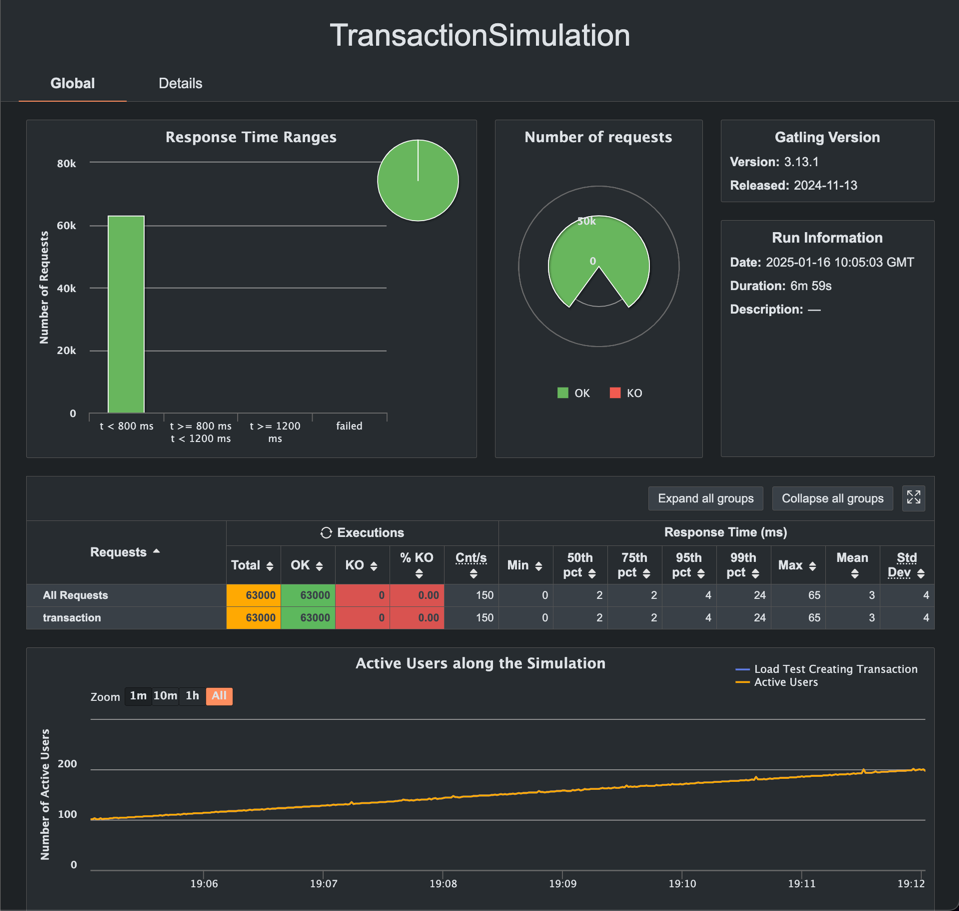 TransactionSimulation
Global Details
Response Time Ranges
80k
60k
40k
20k
0
Number of Requests
t < 800 ms
t >= 800 ms
t < 1200 ms
t >= 1200
ms
failed
Number of requests
50k
0
OK KO
Gatling Version
Version: 3.13.1
Released: 2024-11-13
Run Information
Date: 2025-01-16 10:05:03 GMT
Duration: 6m 59s
Description: —
Expand all groups Collapse all groups
Requests Executions Response Time (ms)
Total OK KO % KO Cnt/s Min 50th pct 75th pct 95th pct 99th pct Max Mean Std Dev
All Requests 63000 63000 0 0.00 150 0 2 2 4 24 65 3 4
transaction 63000 63000 0 0.00 150 0 2 2 4 24 65 3 4
Active Users along the Simulation
Load Test Creating Transaction
Active Users
Zoom 1m 10m 1h All
Number of Active Users
200
100
0
19:06 19:07 19:08 19:09 19:10 19:11 19:12